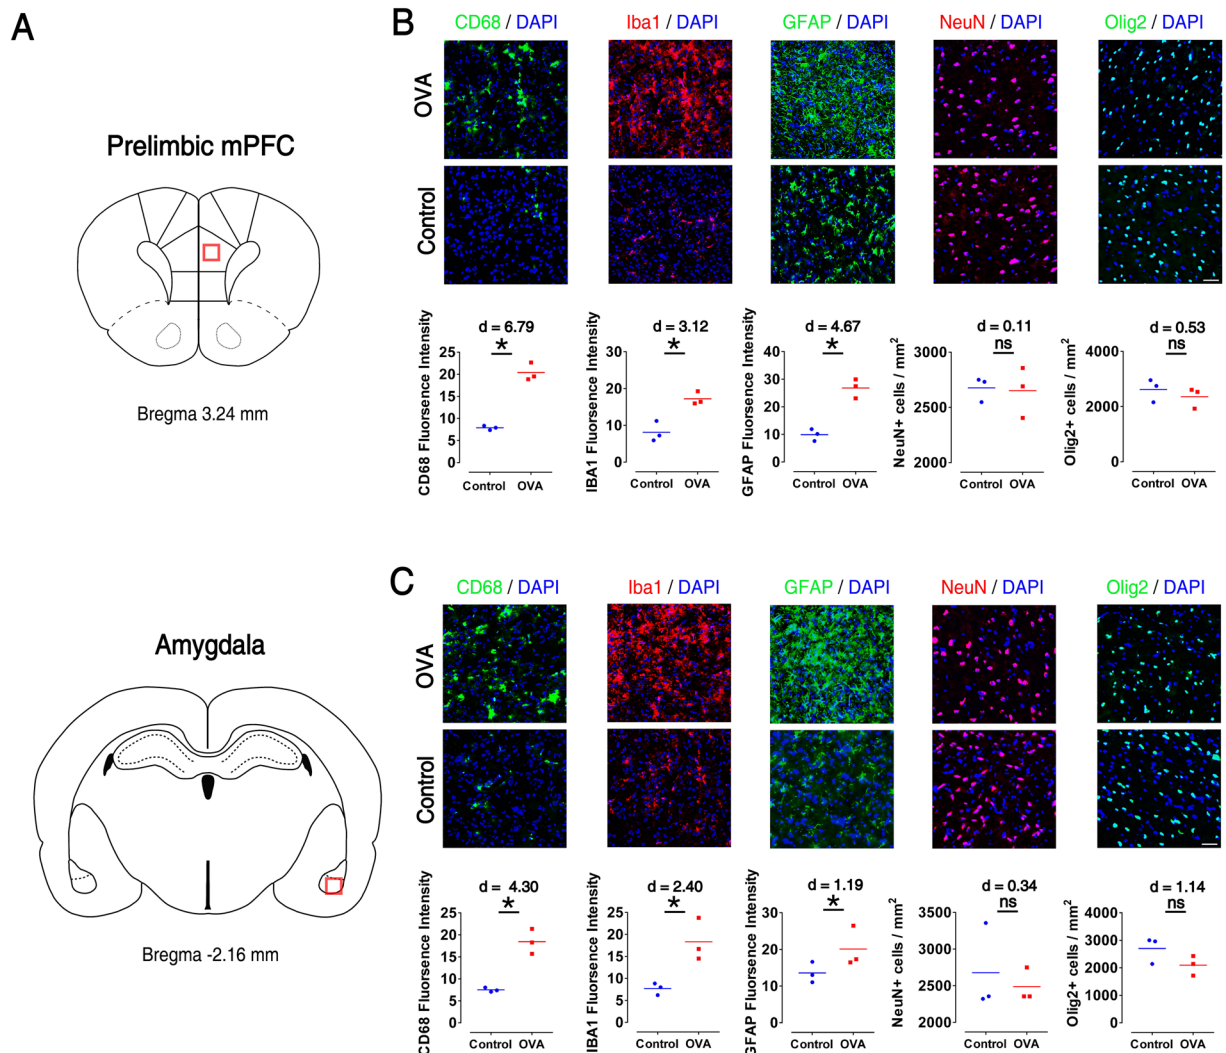 A
Prelimbic mPFC
Bregma 3.24 mm
Amygdala
Bregma -2.16 mm
B
CD68 / DAPI
Iba1 / DAPI
GFAP / DAPI
NeuN / DAPI
Olig2 / DAPI
OVA
Control
CD68 Fluoresence Intensity
d = 6.79
*
25
20
15
10
5
0
Control OVA
IBA1 Fluoresence Intensity
d = 3.12
*
30
20
10
0
Control OVA
GFAP Fluoresence Intensity
d = 4.67
*
40
30
20
10
0
Control OVA
NeuN+ cells / mm²
d = 0.11
ns
3000
2500
2000
Control OVA
Olig2+ cells / mm²
d = 0.53
ns
4000
2000
0
Control OVA
C
CD68 / DAPI
Iba1 / DAPI
GFAP / DAPI
NeuN / DAPI
Olig2 / DAPI
OVA
Control
CD68 Fluoresence Intensity
d = 4.30
*
25
20
15
10
5
0
Control OVA
IBA1 Fluoresence Intensity
d = 2.40
*
25
20
15
10
5
0
Control OVA
GFAP Fluoresence Intensity
d = 1.19
*
30
20
10
0
Control OVA
NeuN+ cells / mm²
d = 0.34
ns
3500
3000
2500
2000
Control OVA
Olig2+ cells / mm²
d = 1.14
ns
4000
3000
2000
1000
0
Control OVA